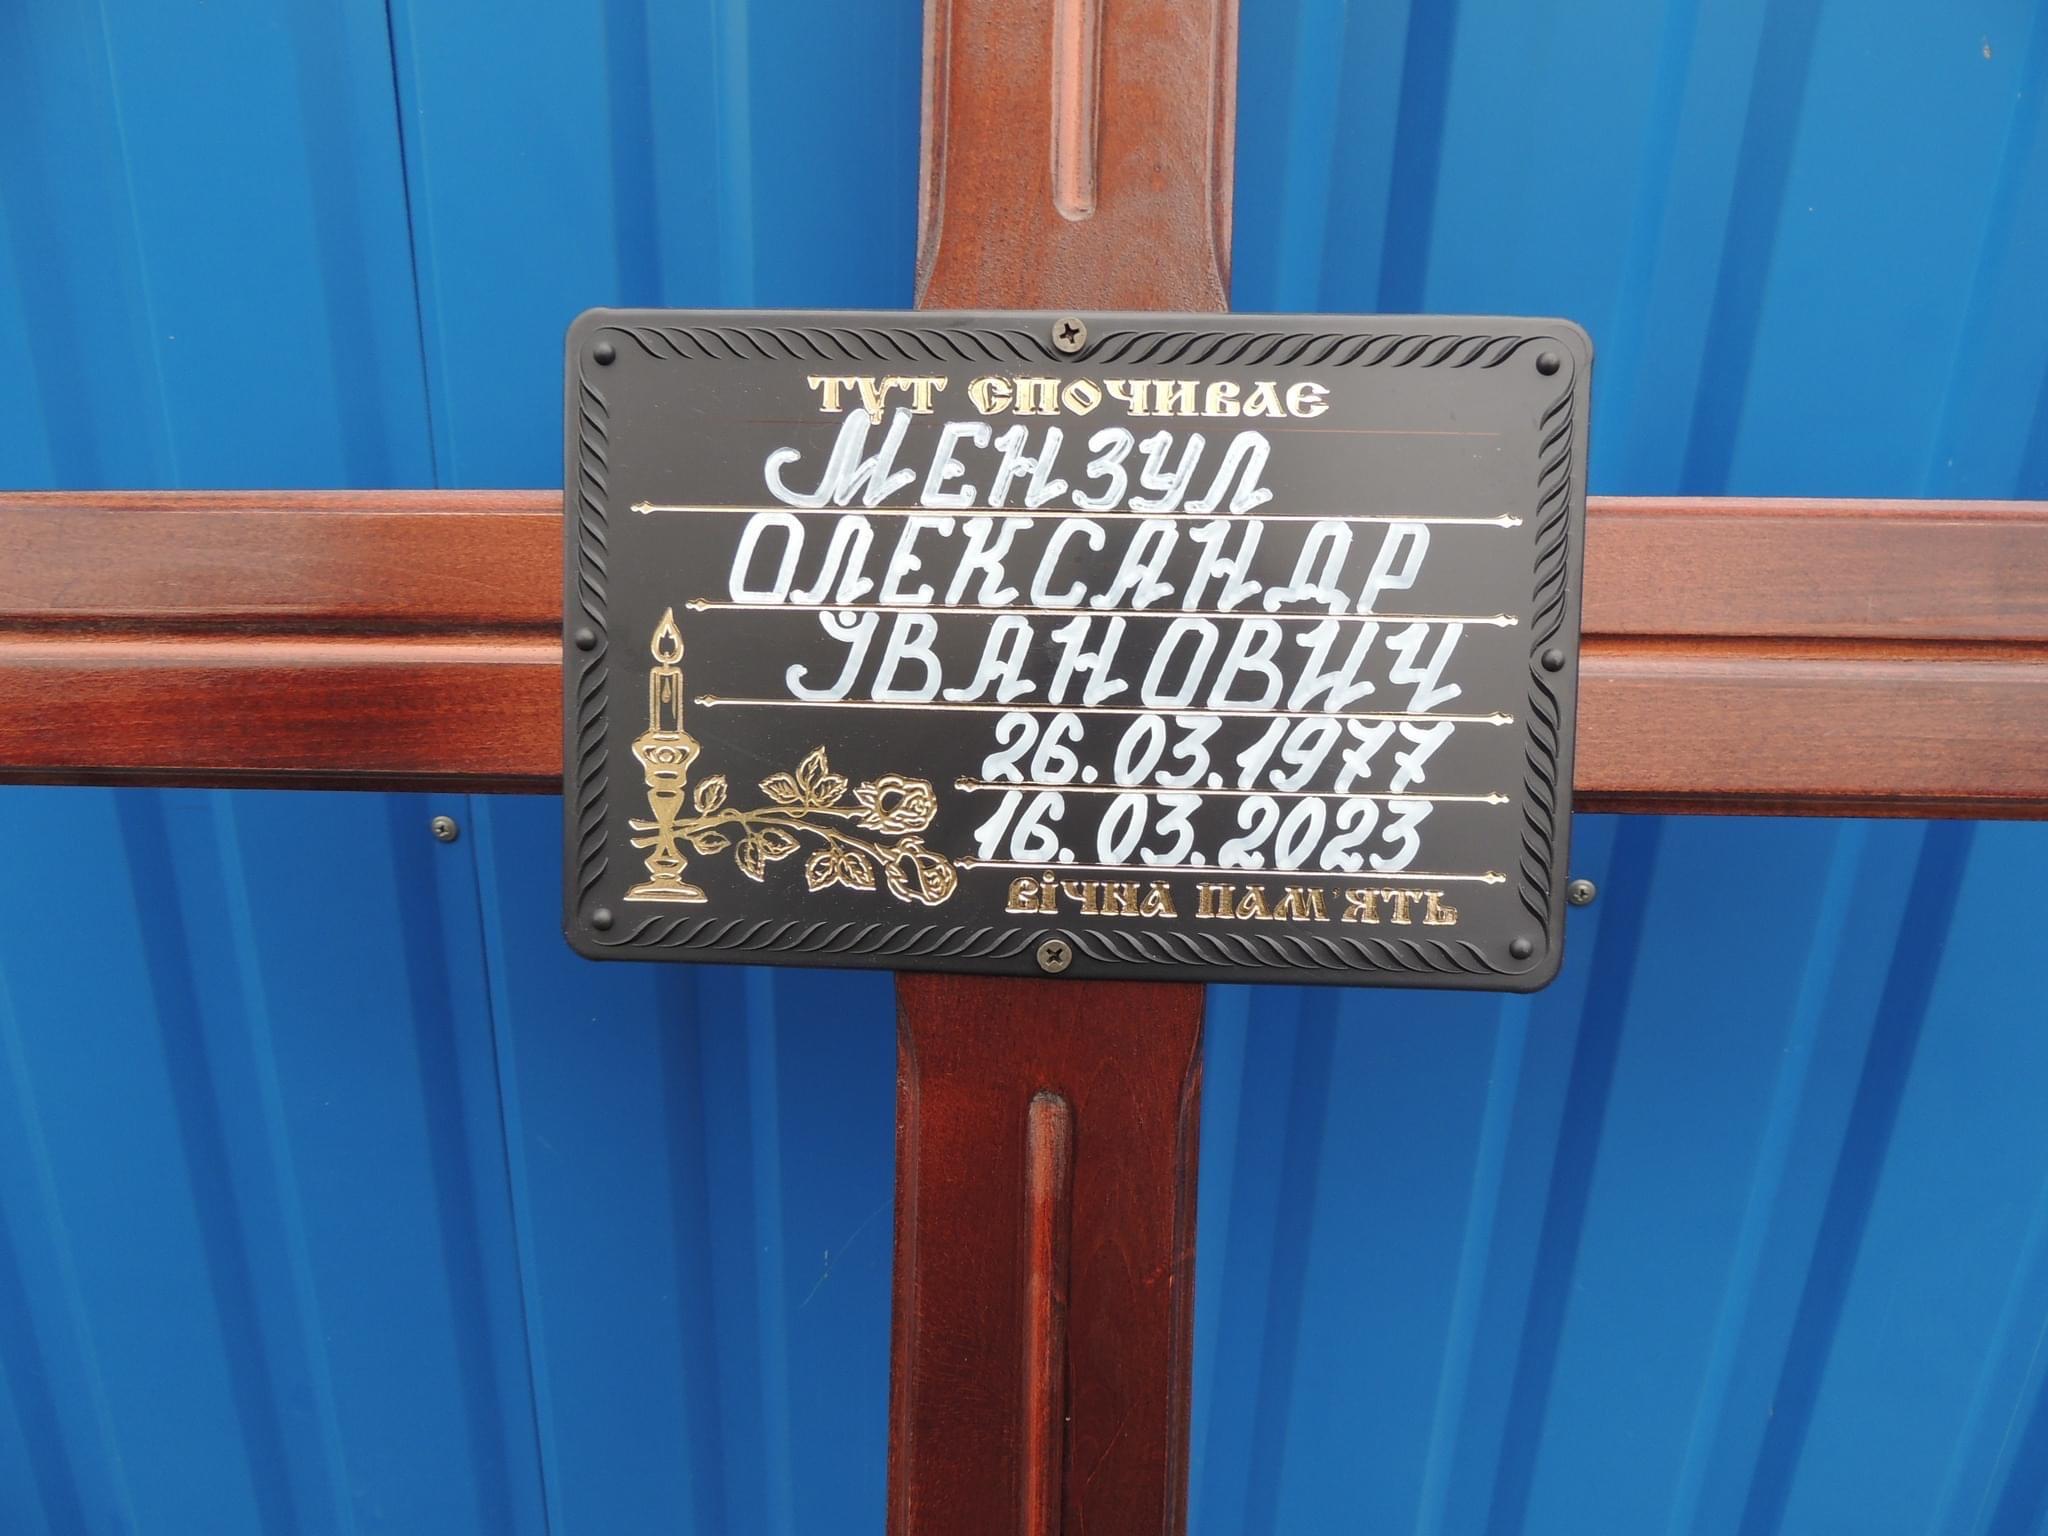 ТУТ СПОЧИВАЄ
МЕНЗУЛ
ОЛЕКСАНДР
ІВАНОВИЧ
26.03.1977
16.03.2023
ВІЧНА ПАМ'ЯТЬ